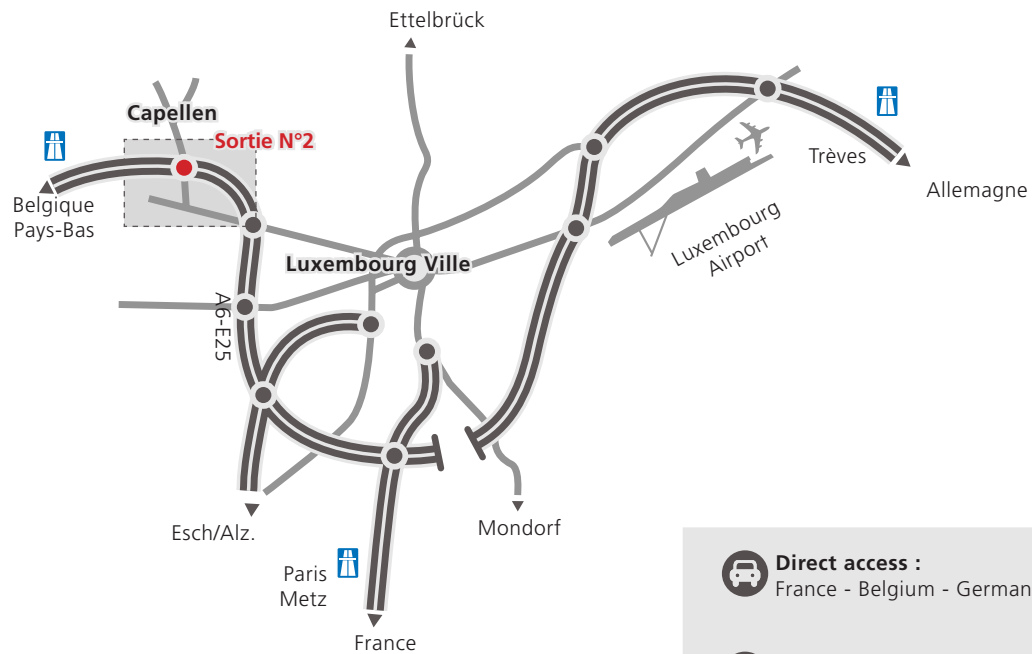 Ettelbrück
Capellen
Sortie N°2
Trèves
Allemagne
Belgique
Pays-Bas
Luxembourg
Airport
Luxembourg Ville
A6-E25
Esch/Alz.
Mondorf
Paris
Metz
France
Direct access :
France - Belgium - German